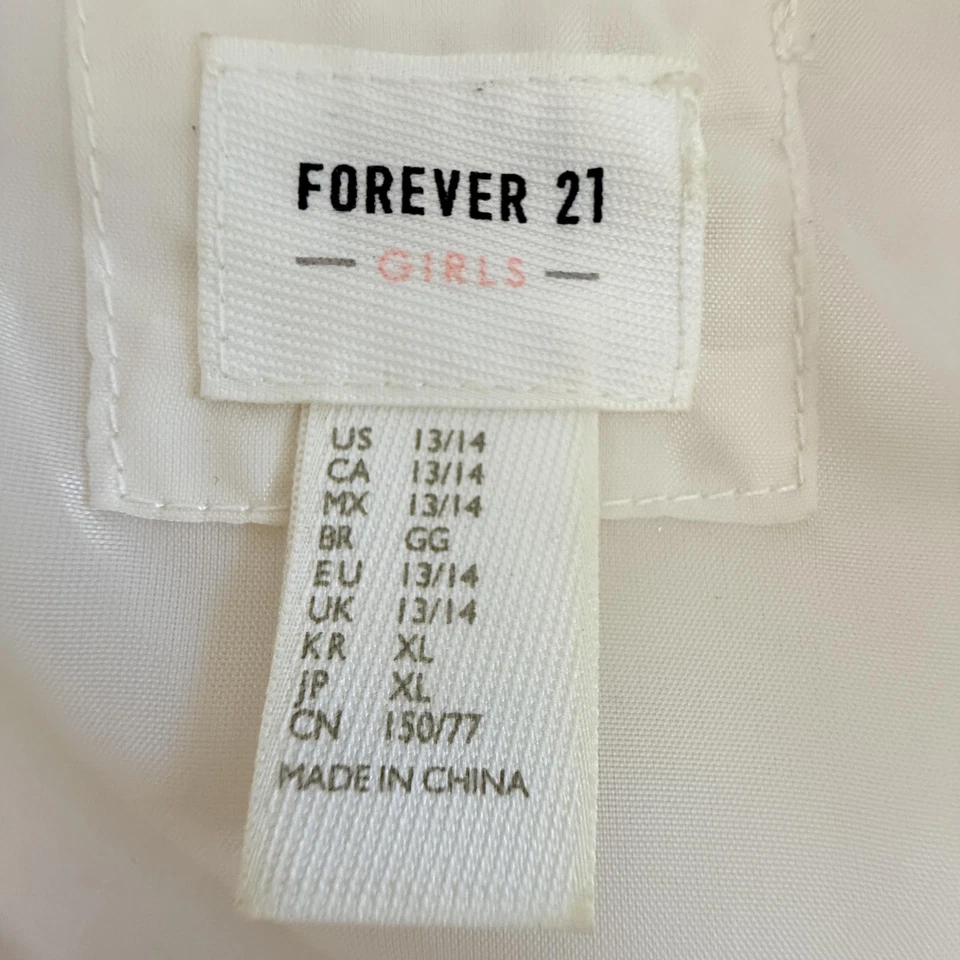 FOREVER 21
— GIRLS —
US 13/14
CA 13/14
MX 13/14
BR GG
EU 13/14
UK 13/14
KR XL
JP XL
CN 150/77
MADE IN CHINA